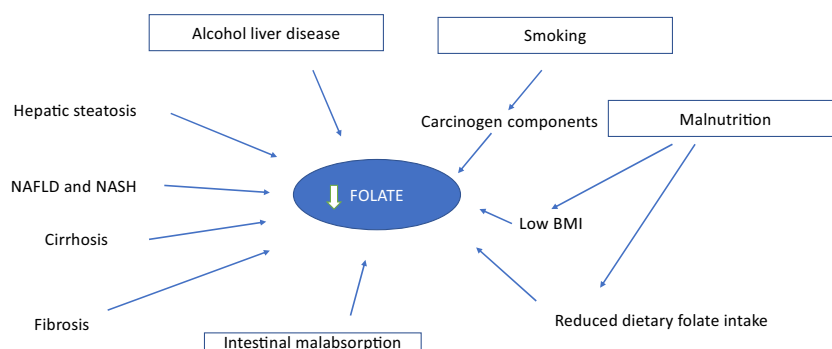 Alcohol liver disease
Smoking
Hepatic steatosis
Carcinogen components
Malnutrition
NAFLD and NASH
FOLATE
Low BMI
Cirrhosis
Fibrosis
Reduced dietary folate intake
Intestinal malabsorption